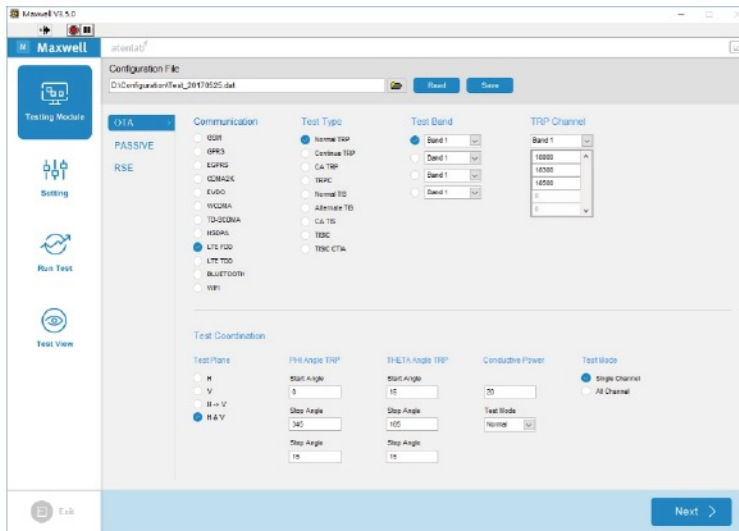 Maxwell V3.5.0
M Maxwell
atenlab
Configuration File
D:\Configuration\Test_20170525.dat
Read
Save
Testing Module
Setting
Run Test
Test View
Exit
OTA
PASSIVE
RSE
Communication
GSM
GPRS
EGPRS
CDMA2K
EVDO
WCDMA
TD-SCDMA
HSDPA
LTE FDD
LTE TDD
BLUETOOTH
WIFI
Test Type
Normal TRP
Continue TRP
CA TRP
TRPC
Normal TIS
Alternate TIS
CA TIS
TISC
TISC CTIA
Test Band
Band 1
Band 1
Band 1
Band 1
TRP Channel
Band 1
18000
18300
18500
0
0
Test Coordination
Test Plane
H
V
H -> V
H & V
PHI Angle TRP
Start Angle
0
Stop Angle
345
Step Angle
15
THETA Angle TRP
Start Angle
15
Stop Angle
165
Step Angle
15
Conductive Power
20
Test Mode
Normal
Test Mode
Single Channel
All Channel
Next